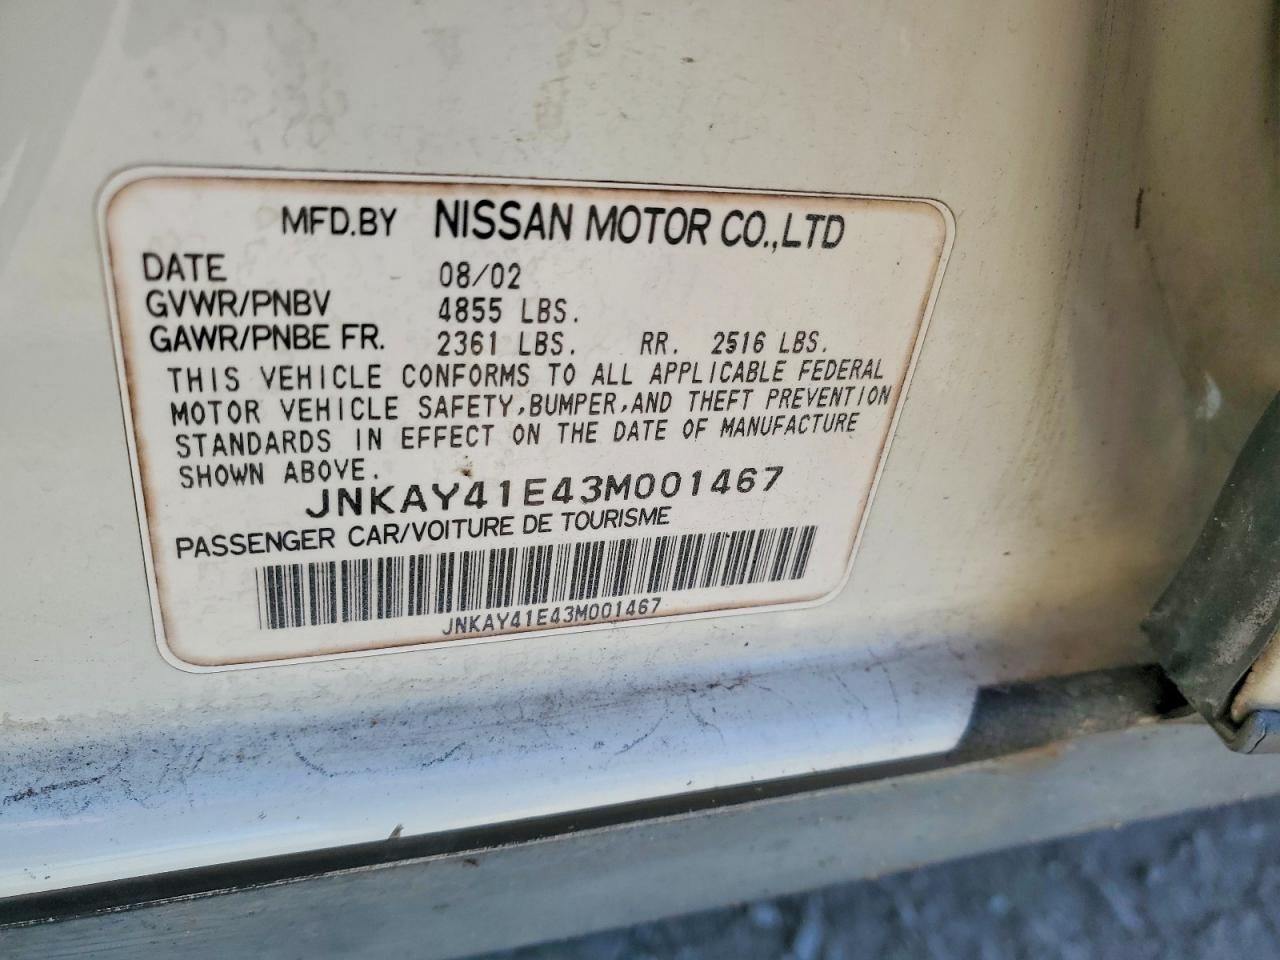 MFD.BY NISSAN MOTOR CO.,LTD
DATE 08/02
GVWR/PNBV 4855 LBS.
GAWR/PNBE FR. 2361 LBS. RR. 2516 LBS.
THIS VEHICLE CONFORMS TO ALL APPLICABLE FEDERAL
MOTOR VEHICLE SAFETY,BUMPER,AND THEFT PREVENTION
STANDARDS IN EFFECT ON THE DATE OF MANUFACTURE
SHOWN ABOVE.
JNKAY41E43M001467
PASSENGER CAR/VOITURE DE TOURISME
JNKAY41E43M001467